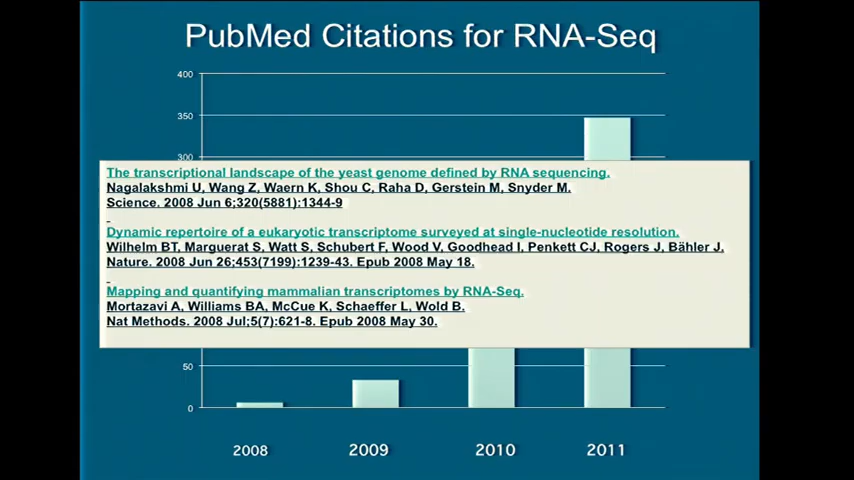 PubMed Citations for RNA-Seq
400
350
300
The transcriptional landscape of the yeast genome defined by RNA sequencing.
Nagalakshmi U, Wang Z, Waern K, Shou C, Raha D, Gerstein M, Snyder M.
Science. 2008 Jun 6;320(5881):1344-9
Dynamic repertoire of a eukaryotic transcriptome surveyed at single-nucleotide resolution.
Wilhelm BT, Marguerat S, Watt S, Schubert F, Wood V, Goodhead I, Penkett CJ, Rogers J, Bähler J.
Nature. 2008 Jun 26;453(7199):1239-43. Epub 2008 May 18.
Mapping and quantifying mammalian transcriptomes by RNA-Seq.
Mortazavi A, Williams BA, McCue K, Schaeffer L, Wold B.
Nat Methods. 2008 Jul;5(7):621-8. Epub 2008 May 30.
50
0
2008 2009 2010 2011